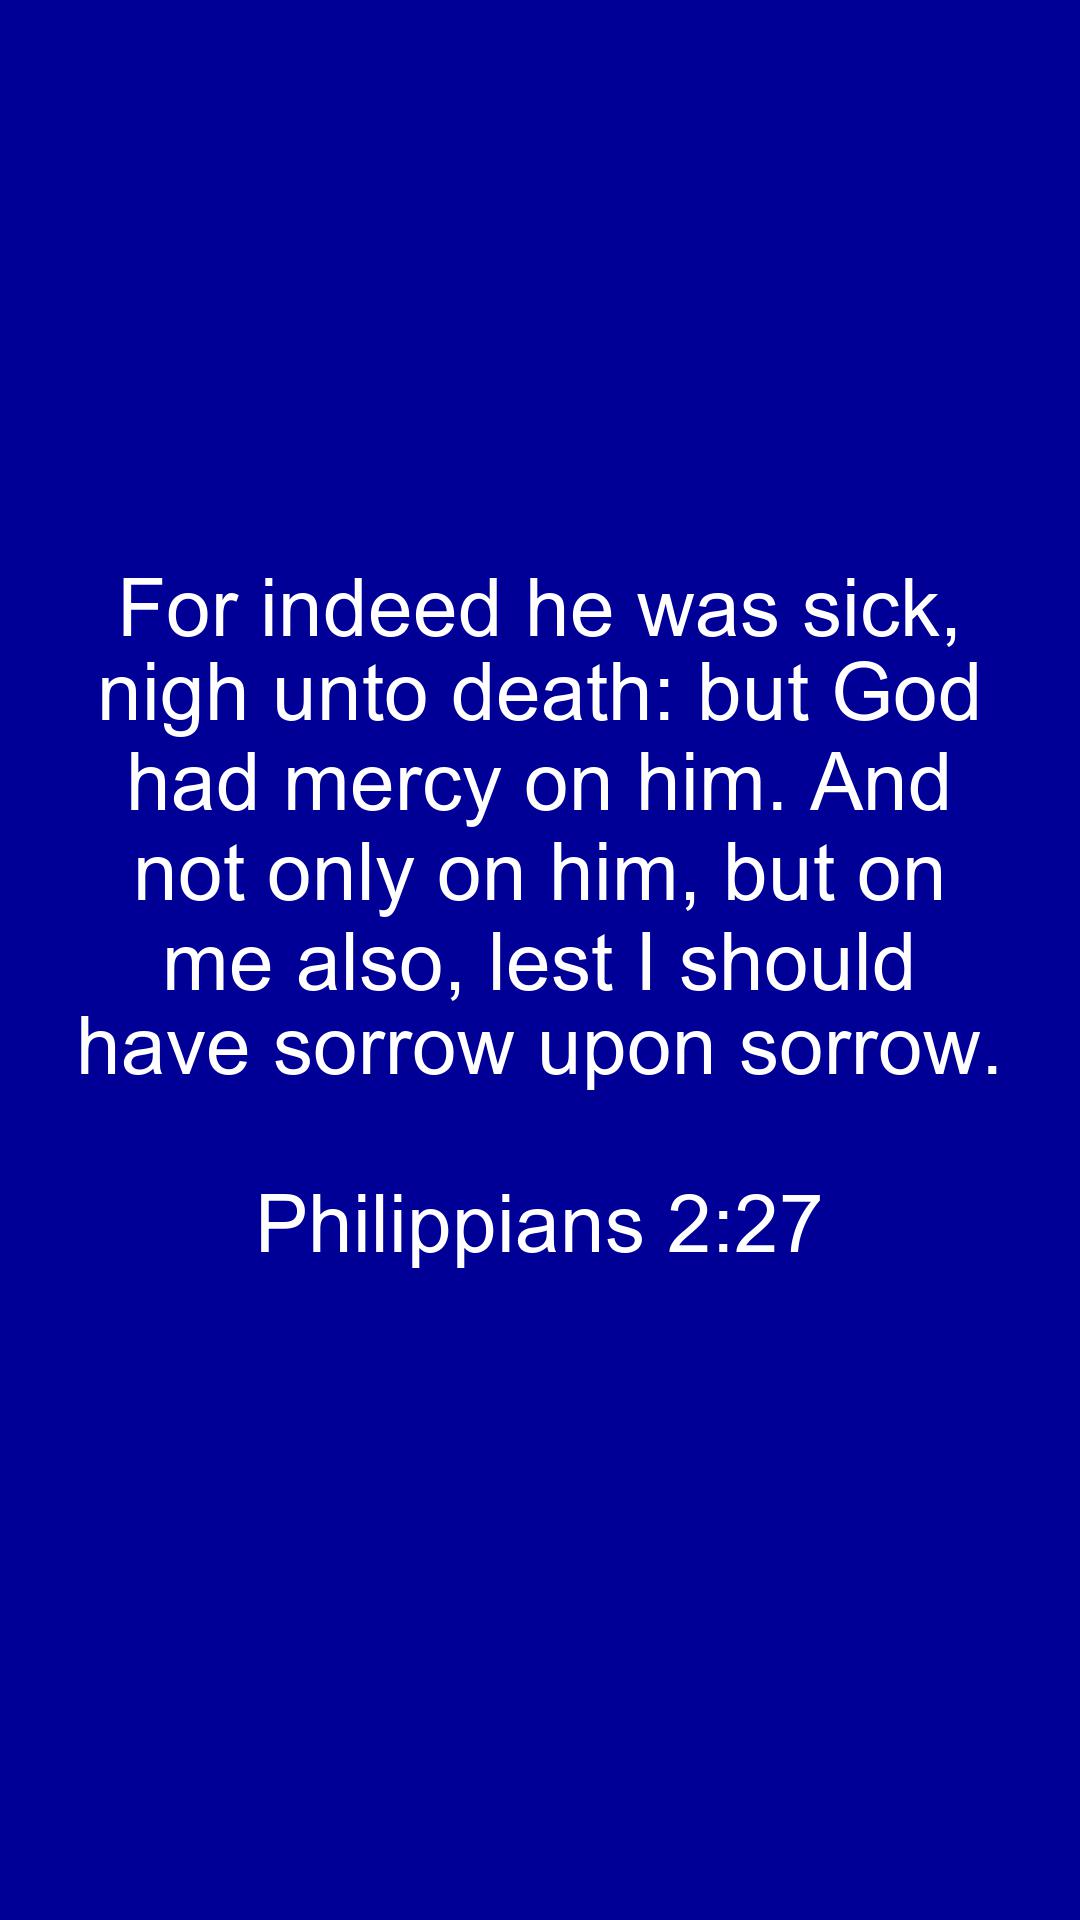 For indeed he was sick,
nigh unto death: but God
had mercy on him. And
not only on him, but on
me also, lest I should
have sorrow upon sorrow.
Philippians 2:27